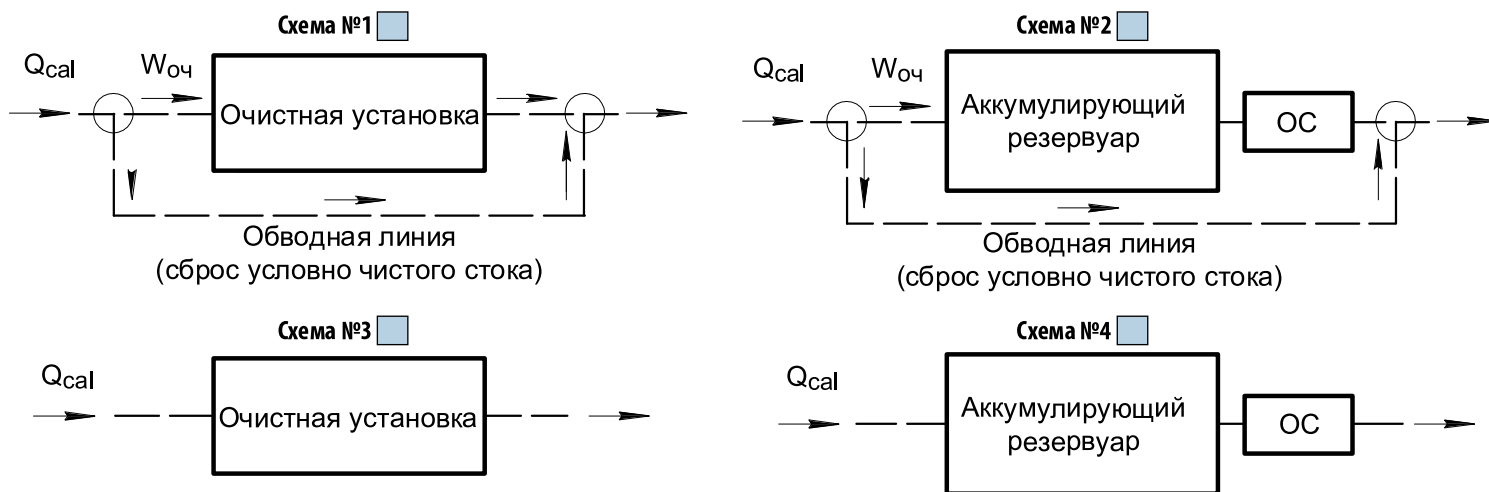 Схема №1
Qcal
Wоч
Очистная установка
Обводная линия
(сброс условно чистого стока)
Схема №2
Qcal
Wоч
Аккумулирующий
резервуар
ОС
Обводная линия
(сброс условно чистого стока)
Схема №3
Qcal
Очистная установка
Схема №4
Qcal
Аккумулирующий
резервуар
ОС